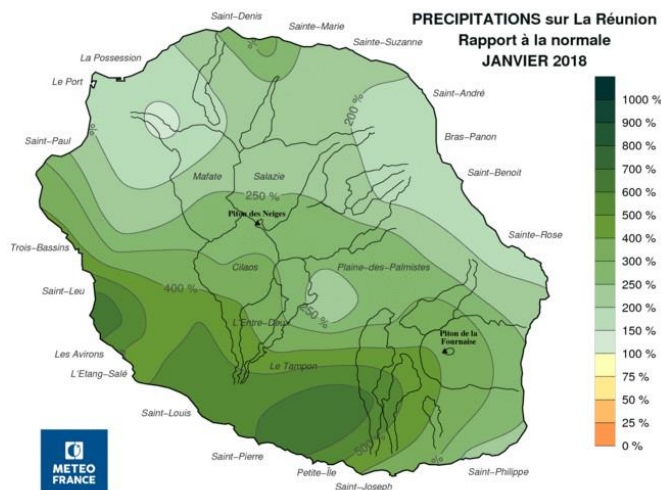 PRECIPITATIONS sur La Réunion
Rapport à la normale
JANVIER 2018
Saint-Denis
Sainte-Marie
Sainte-Suzanne
La Possession
Le Port
Saint-André
Bras-Panon
Saint-Paul
Saint-Benoit
Mafate
Salazie
200 %
250 %
Piton des Neiges
Sainte-Rose
Trois-Bassins
Cilaos
Plaine-des-Palmistes
400 %
Saint-Leu
250 %
L'Entre-Deux
Piton de la
Fournaise
Les Avirons
Le Tampon
L'Etang-Salé
Saint-Louis
Saint-Pierre
Petite-Île
Saint-Joseph
Saint-Philippe
1000 %
900 %
800 %
700 %
600 %
500 %
400 %
300 %
250 %
200 %
150 %
100 %
75 %
50 %
25 %
0 %
METEO
FRANCE